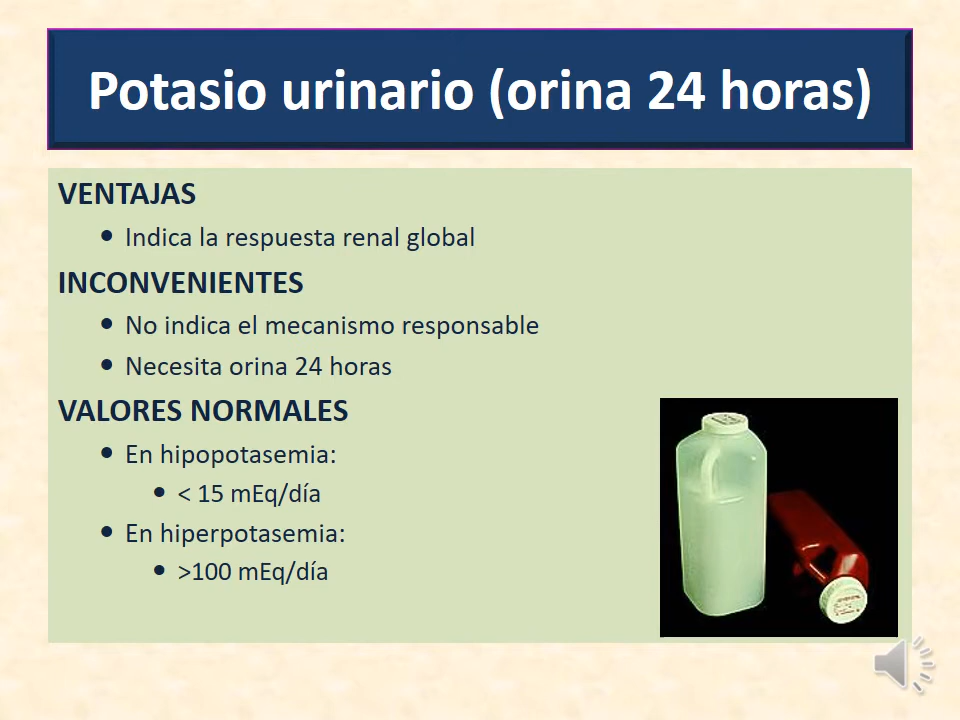 Potasio urinario (orina 24 horas)
VENTAJAS
• Indica la respuesta renal global
INCONVENIENTES
• No indica el mecanismo responsable
• Necesita orina 24 horas
VALORES NORMALES
• En hipopotasemia:
• < 15 mEq/día
• En hiperpotasemia:
• >100 mEq/día